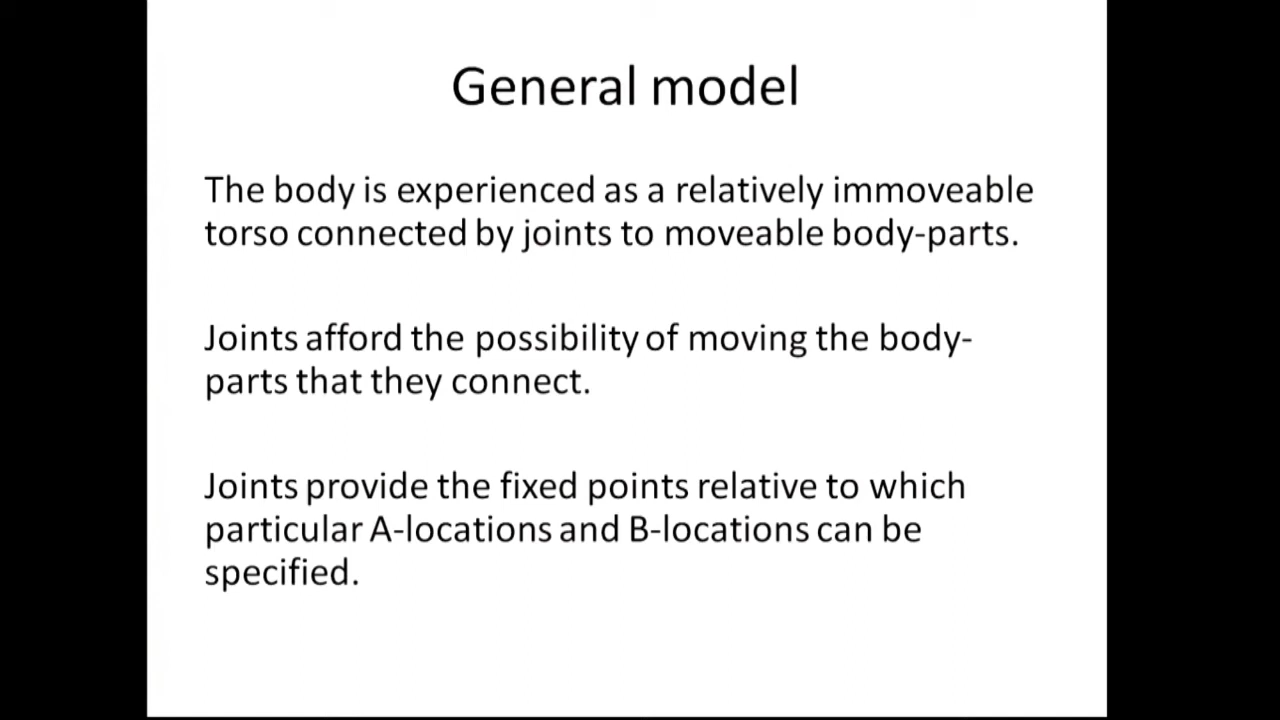 General model
The body is experienced as a relatively immoveable
torso connected by joints to moveable body-parts.
Joints afford the possibility of moving the body-
parts that they connect.
Joints provide the fixed points relative to which
particular A-locations and B-locations can be
specified.